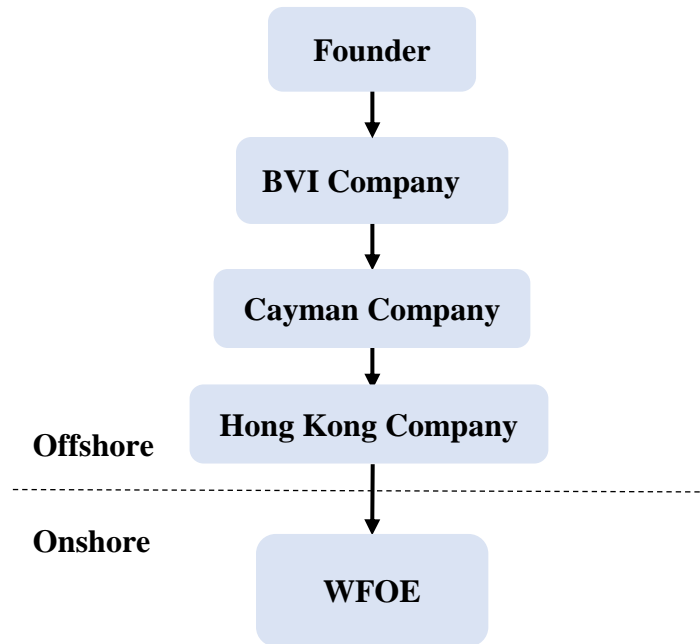 Founder
BVI Company
Cayman Company
Hong Kong Company
Offshore
Onshore
WFOE